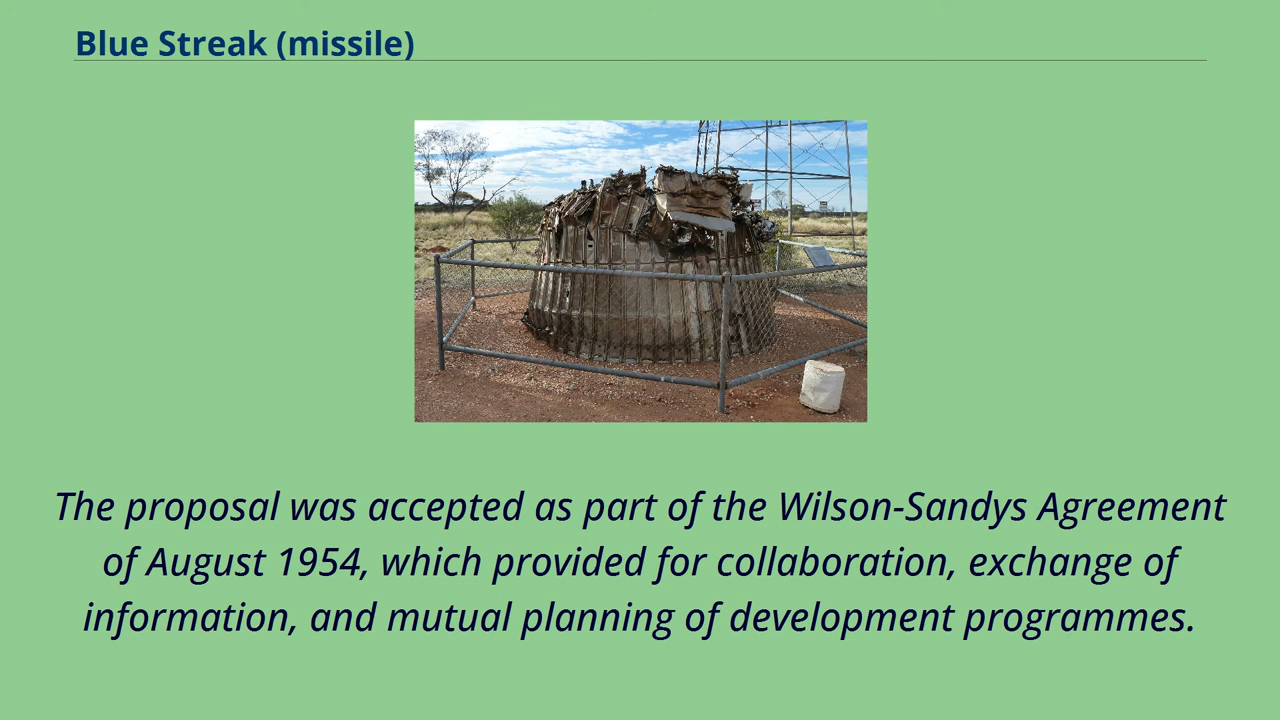 Blue Streak (missile)
The proposal was accepted as part of the Wilson-Sandys Agreement
of August 1954, which provided for collaboration, exchange of
information, and mutual planning of development programmes.